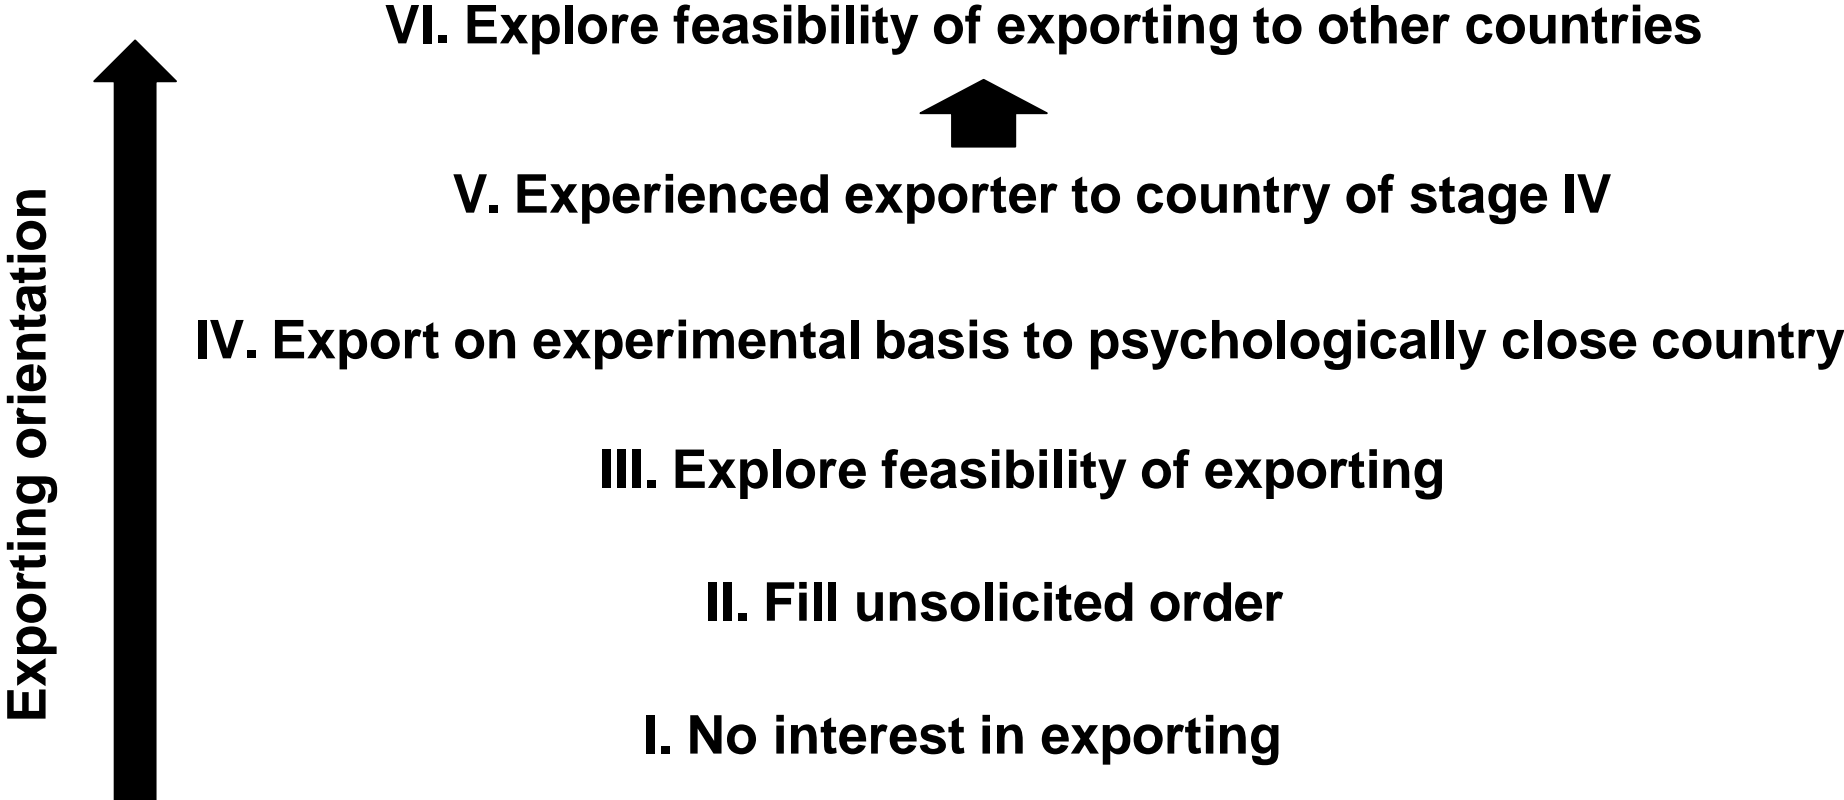 VI. Explore feasibility of exporting to other countries
V. Experienced exporter to country of stage IV
IV. Export on experimental basis to psychologically close country
III. Explore feasibility of exporting
II. Fill unsolicited order
I. No interest in exporting
Exporting orientation